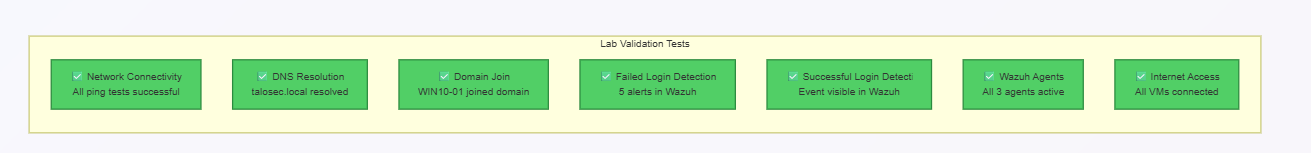 Lab Validation Tests
✅ Network Connectivity
All ping tests successful
✅ DNS Resolution
talosec.local resolved
✅ Domain Join
WIN10-01 joined domain
✅ Failed Login Detection
5 alerts in Wazuh
✅ Successful Login Detecti
Event visible in Wazuh
✅ Wazuh Agents
All 3 agents active
✅ Internet Access
All VMs connected